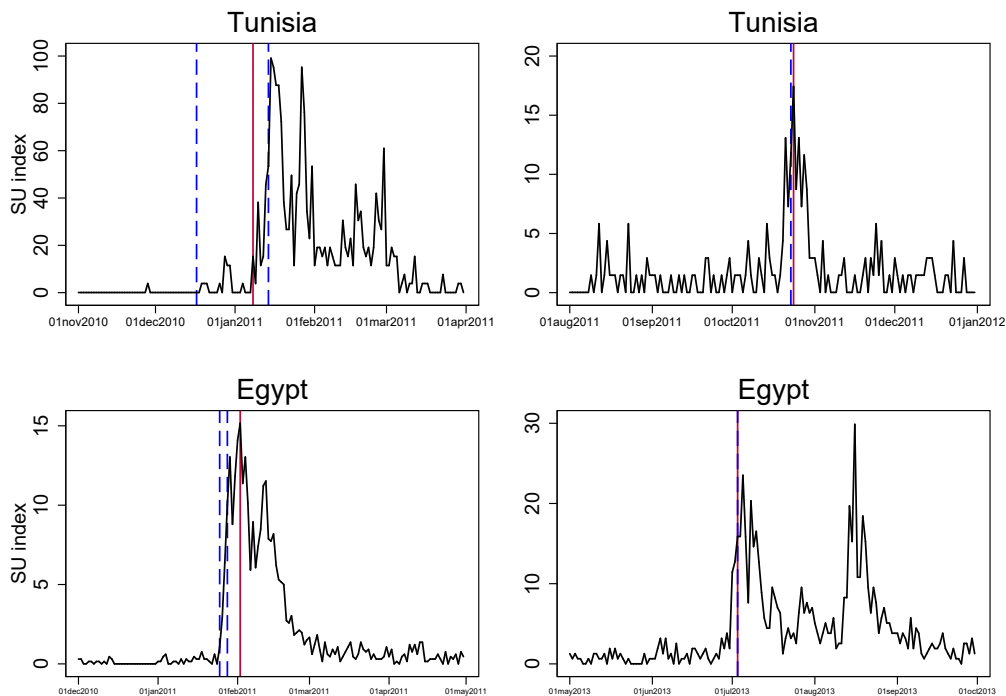 Tunisia
SU index
100
80
60
40
20
0
01nov2010 01dec2010 01jan2011 01feb2011 01mar2011 01apr2011
Tunisia
20
15
10
5
0
01aug2011 01sep2011 01oct2011 01nov2011 01dec2011 01jan2012
Egypt
SU index
15
10
5
0
01dec2010 01jan2011 01feb2011 01mar2011 01apr2011 01may2011
Egypt
30
20
10
0
01may2013 01jun2013 01jul2013 01aug2013 01sep2013 01oct2013